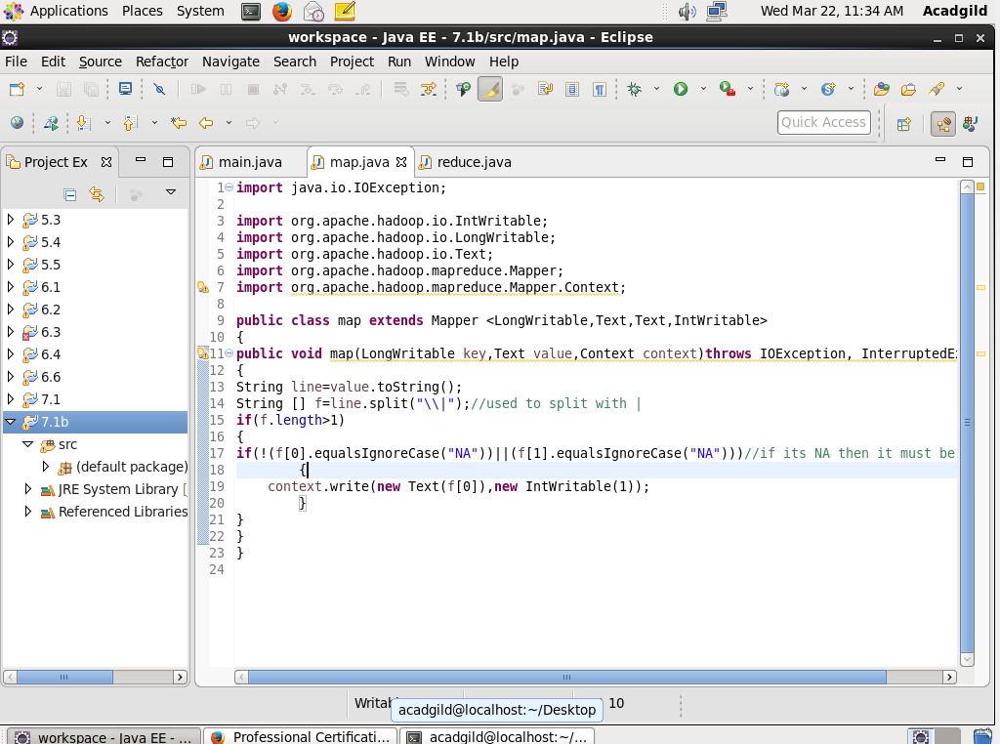 Applications Places System Wed Mar 22, 11:34 AM Acadgild
workspace - Java EE - 7.1b/src/map.java - Eclipse
File Edit Source Refactor Navigate Search Project Run Window Help
Quick Access
Project Ex
main.java map.java reduce.java
5.3
5.4
5.5
6.1
6.2
6.3
6.4
6.6
7.1
7.1b
src
(default package)
JRE System Library [
Referenced Libraries
1 import java.io.IOException;
2
3 import org.apache.hadoop.io.IntWritable;
4 import org.apache.hadoop.io.LongWritable;
5 import org.apache.hadoop.io.Text;
6 import org.apache.hadoop.mapreduce.Mapper;
7 import org.apache.hadoop.mapreduce.Mapper.Context;
8
9 public class map extends Mapper <LongWritable,Text,Text,IntWritable>
10 {
11 public void map(LongWritable key,Text value,Context context)throws IOException,
12 {
13 String line=value.toString();
14 String [] f=line.split("\\|");//used to split with |
15 if(f.length>1)
16 {
17 if(!(f[0].equalsIgnoreCase("NA"))||(f[1].equalsIgnoreCase("NA")))//if its NA then it must be
18 {
19 context.write(new Text(f[0]),new IntWritable(1));
20 }
21 }
22 }
23 }
24
10
acadgild@localhost:~/Desktop
workspace - Java EE - ... Professional Certificati... acadgild@localhost:~/...